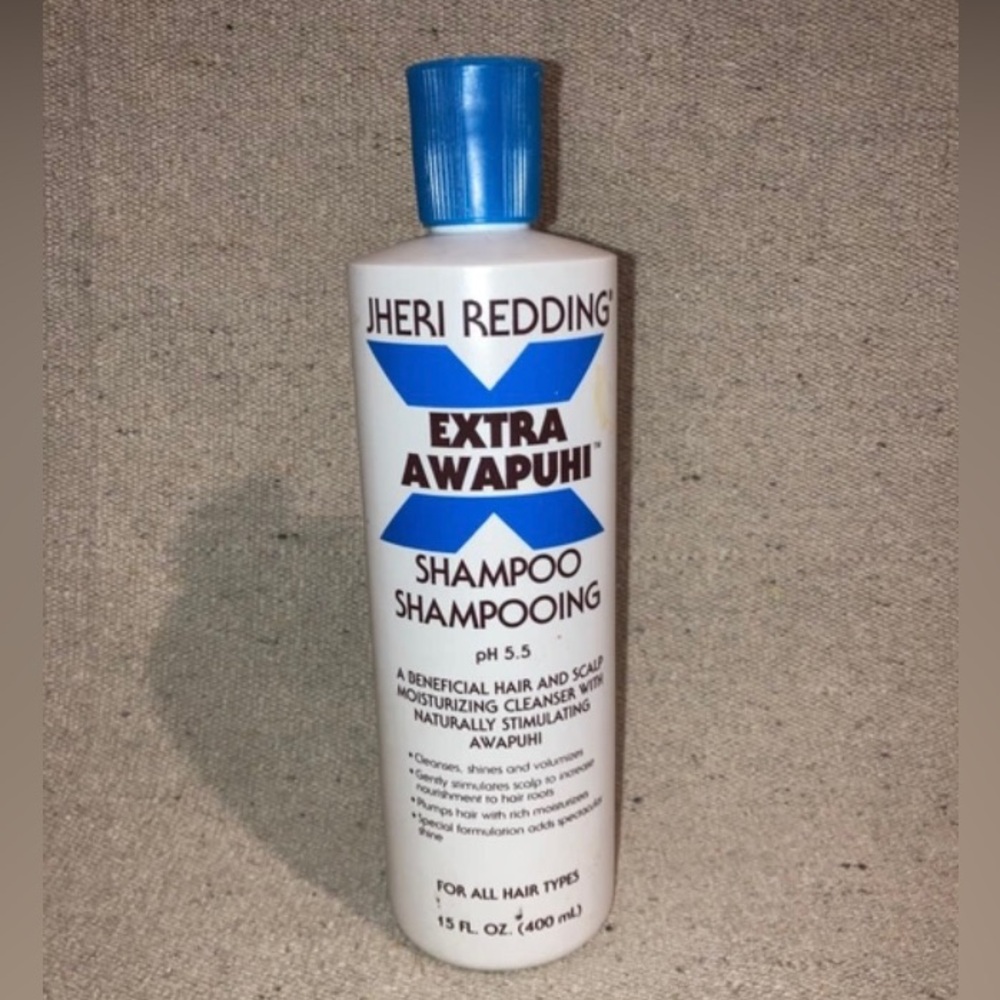 JHERI REDDING®
EXTRA
AWAPUHI™
SHAMPOO
SHAMPOOING
pH 5.5
A BENEFICIAL HAIR AND SCALP
MOISTURIZING CLEANSER WITH
NATURALLY STIMULATING
AWAPUHI
• Cleanses, shines and volumizes
• Gently stimulates scalp to increase
nourishment to hair roots
• Plumps hair with rich moisturizers
• Special formulation adds spectacular
shine
FOR ALL HAIR TYPES
15 FL. OZ. (400 mL)